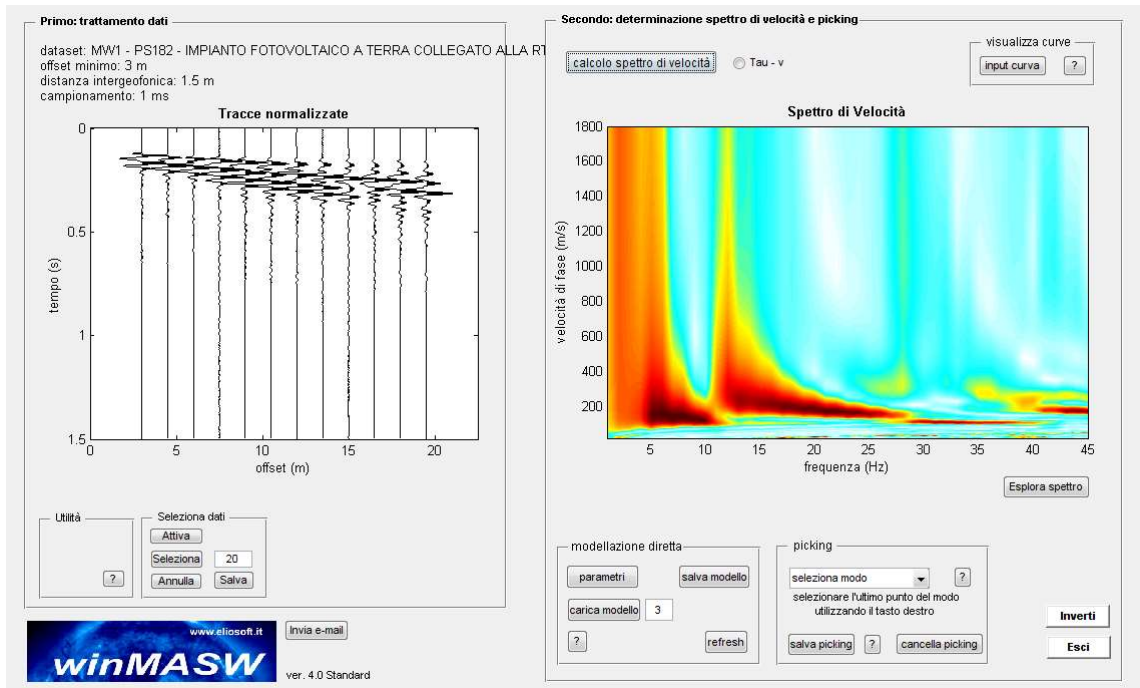 Primo: trattamento dati
dataset: MW1 - PS182 - IMPIANTO FOTOVOLTAICO A TERRA COLLEGATO ALLA RT
offset minimo: 3 m
distanza intergeofonica: 1.5 m
campionamento: 1 ms
Tracce normalizzate
0
0.5
1
1.5
tempo (s)
0 5 10 15 20
offset (m)
Utilità
?
Seleziona dati
Attiva
Seleziona 20
Annulla Salva
www.eliosoft.it
winMASW
Invia e-mail
ver. 4.0 Standard
Secondo: determinazione spettro di velocità e picking
calcolo spettro di velocità
Tau - v
visualizza curve
input curva ?
Spettro di Velocità
1800
1600
1400
1200
1000
800
600
400
200
velocità di fase (m/s)
5 10 15 20 25 30 35 40 45
frequenza (Hz)
Esplora spettro
modellazione diretta
parametri salva modello
carica modello 3
? refresh
picking
seleziona modo ?
selezionare l'ultimo punto del modo
utilizzando il tasto destro
salva picking ? cancella picking
Inverti
Esci